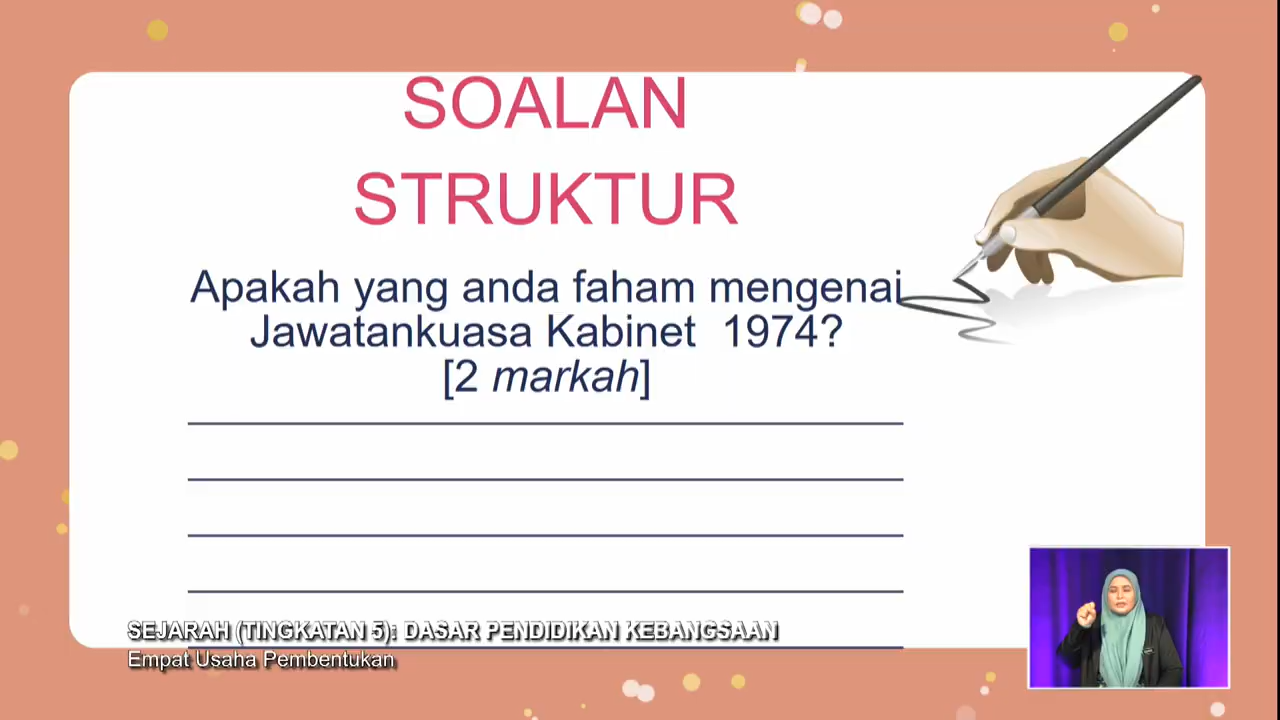 SOALAN
STRUKTUR
Apakah yang anda faham mengenai
Jawatankuasa Kabinet 1974?
[2 markah]
SEJARAH (TINGKATAN 5): DASAR PENDIDIKAN KEBANGSAAN
Empat Usaha Pembentukan